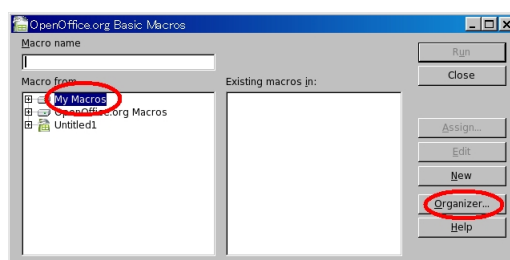 OpenOffice.org Basic Macros
Macro name
Run
Close
Macro from
Existing macros in:
My Macros
OpenOffice.org Macros
Untitled1
Assign...
Edit
New
Organizer...
Help